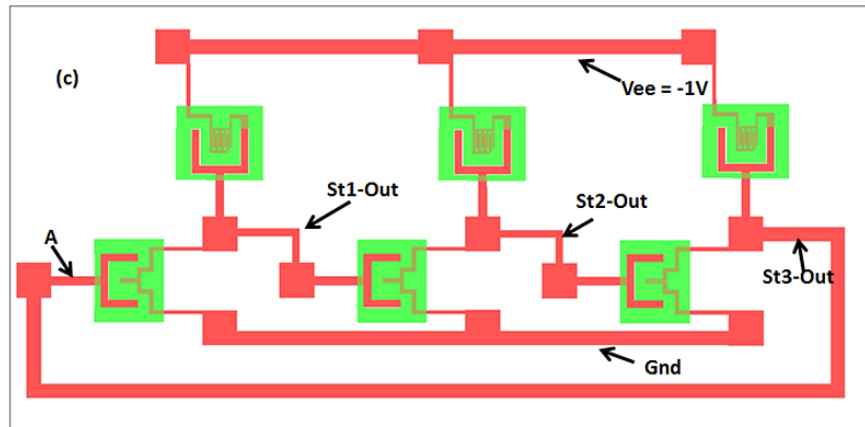 (c)
Vee = -1V
St1-Out
St2-Out
A
St3-Out
Gnd